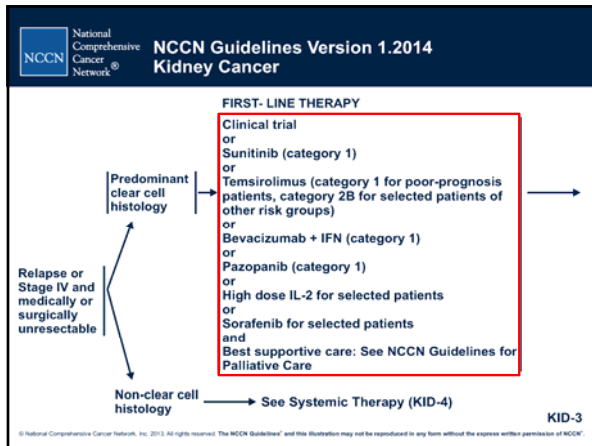 National
Comprehensive
NCCN Cancer
Network®
NCCN Guidelines Version 1.2014
Kidney Cancer
FIRST- LINE THERAPY
Clinical trial
or
Sunitinib (category 1)
or
Temsirolimus (category 1 for poor-prognosis
patients, category 2B for selected patients of
other risk groups)
or
Bevacizumab + IFN (category 1)
or
Pazopanib (category 1)
or
High dose IL-2 for selected patients
or
Sorafenib for selected patients
and
Best supportive care: See NCCN Guidelines for
Palliative Care
Predominant
clear cell
histology
Relapse or
Stage IV and
medically or
surgically
unresectable
Non-clear cell
histology
See Systemic Therapy (KID-4)
KID-3
© National Comprehensive Cancer Network, Inc. 2013, All rights reserved. The NCCN Guidelines® and this illustration may not be reproduced in any form without the express written permission of NCCN®.